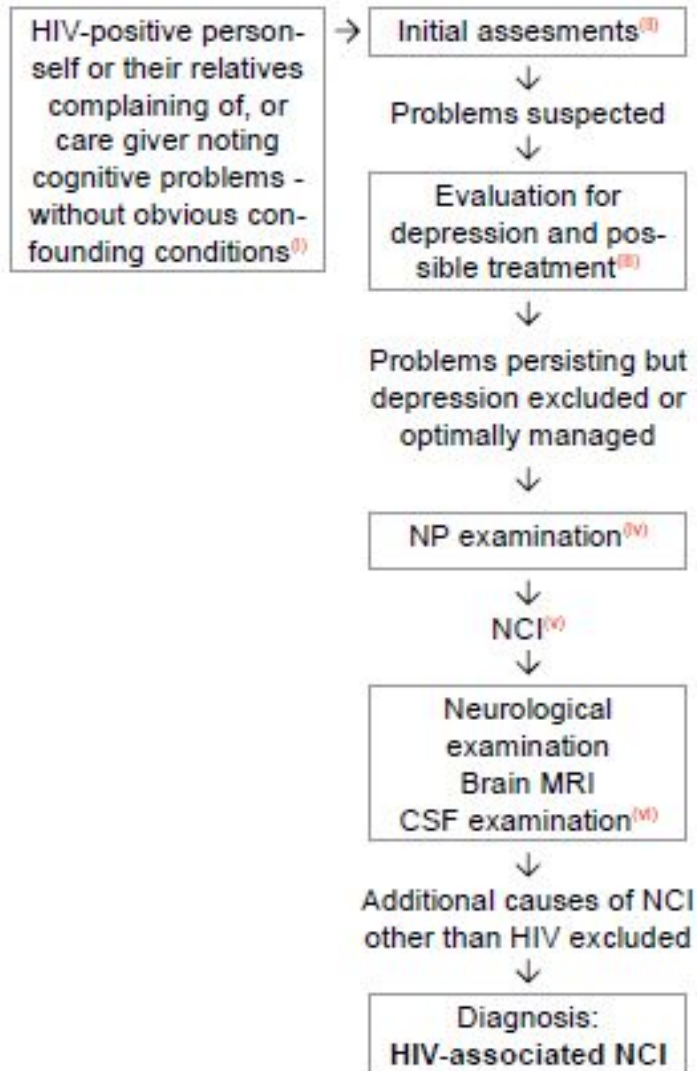 HIV-positive person-
self or their relatives
complaining of, or
care giver noting
cognitive problems -
without obvious con-
founding conditions(i)
→ Initial assesments(ii)
↓
Problems suspected
↓
Evaluation for
depression and pos-
sible treatment(iii)
↓
Problems persisting but
depression excluded or
optimally managed
↓
NP examination(iv)
↓
NCI(v)
↓
Neurological
examination
Brain MRI
CSF examination(vi)
↓
Additional causes of NCI
other than HIV excluded
↓
Diagnosis:
HIV-associated NCI